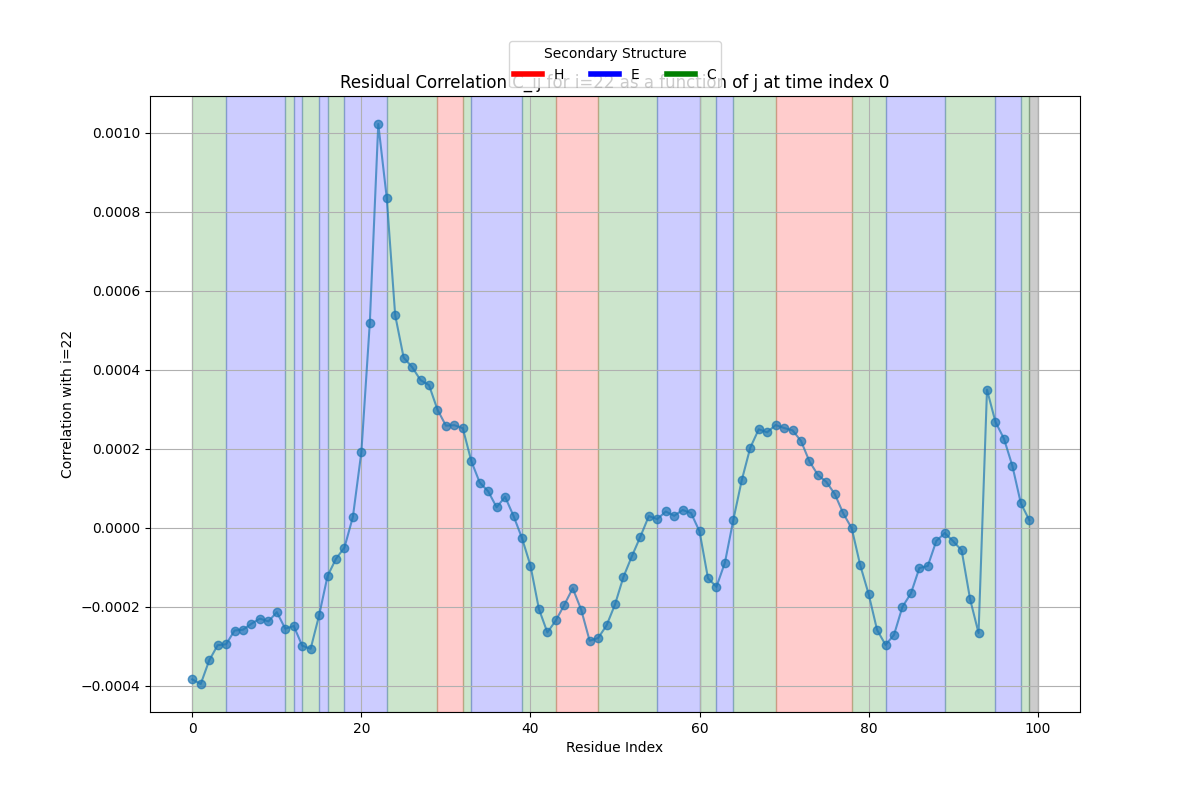 Secondary Structure
H E C
Residual Correlation C_ij for i=22 as a function of j at time index 0
Correlation with i=22
0.0010
0.0008
0.0006
0.0004
0.0002
0.0000
−0.0002
−0.0004
0 20 40 60 80 100
Residue Index